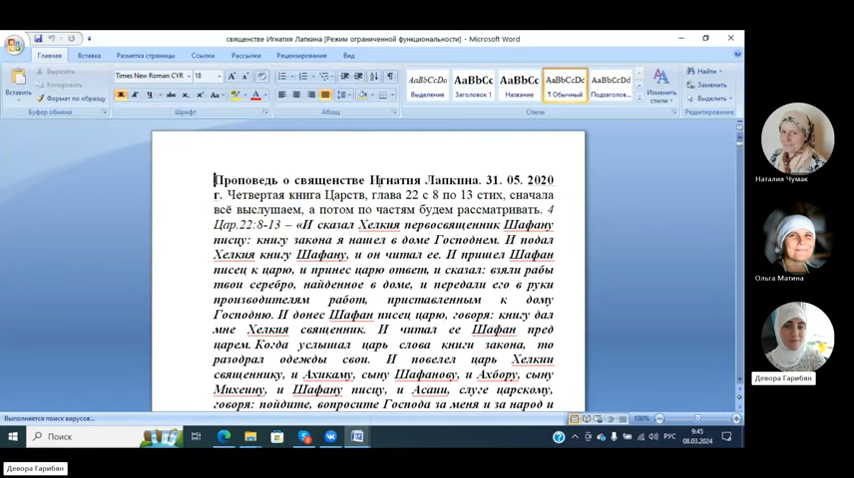 священстве Игнатия Лапкина [Режим ограниченной функциональности] - Microsoft Word
Главная Вставка Разметка страницы Ссылки Рассылки Рецензирование Вид
Вставить
Вырезать
Копировать
Формат по образцу
Буфер обмена
Times New Roman CYR 18
Шрифт
Абзац
AaBbCcDc AaBbCc AaBbCc AaBbCcDd AaBbCcDd
Выделение Заголовок 1 Название ¶ Обычный Подзаголо...
Стили
Изменить стили
Найти
Заменить
Выделить
Редактирование
Проповедь о священстве Игнатия Лапкина. 31. 05. 2020
г. Четвертая книга Царств, глава 22 с 8 по 13 стих, сначала
всё выслушаем, а потом по частям будем рассматривать. 4
Цар.22:8-13 – «И сказал Хелкия первосвященник Шафану
писцу: книгу закона я нашел в доме Господнем. И подал
Хелкия книгу Шафану, и он читал ее. И пришел Шафан
писец к царю, и принес царю ответ, и сказал: взяли рабы
твои серебро, найденное в доме, и передали его в руки
производителям работ, приставленным к дому
Господню. И донес Шафан писец царю, говоря: книгу дал
мне Хелкия священник. И читал ее Шафан пред
царем. Когда услышал царь слова книги закона, то
разодрал одежды свои. И повелел царь Хелкии
священнику, и Ахикаму, сыну Шафанову, и Ахбору, сыну
Михеину, и Шафану писцу, и Асаии, слуге царскому,
говоря: пойдите, вопросите Господа за меня и за народ и
Выполняется поиск вирусов...
100%
Поиск
РУС
9:45
08.03.2024
Наталия Чумак
Ольга Матина
Девора Гарибян
Девора Гарибян